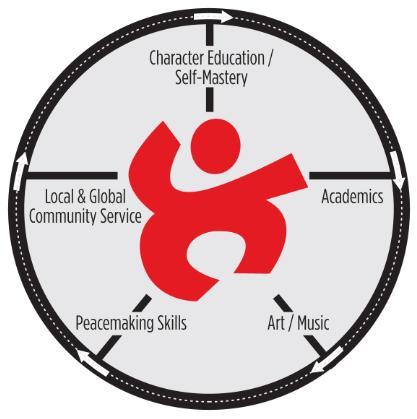 Character Education /
Self-Mastery
Local & Global
Community Service
Academics
Peacemaking Skills
Art / Music